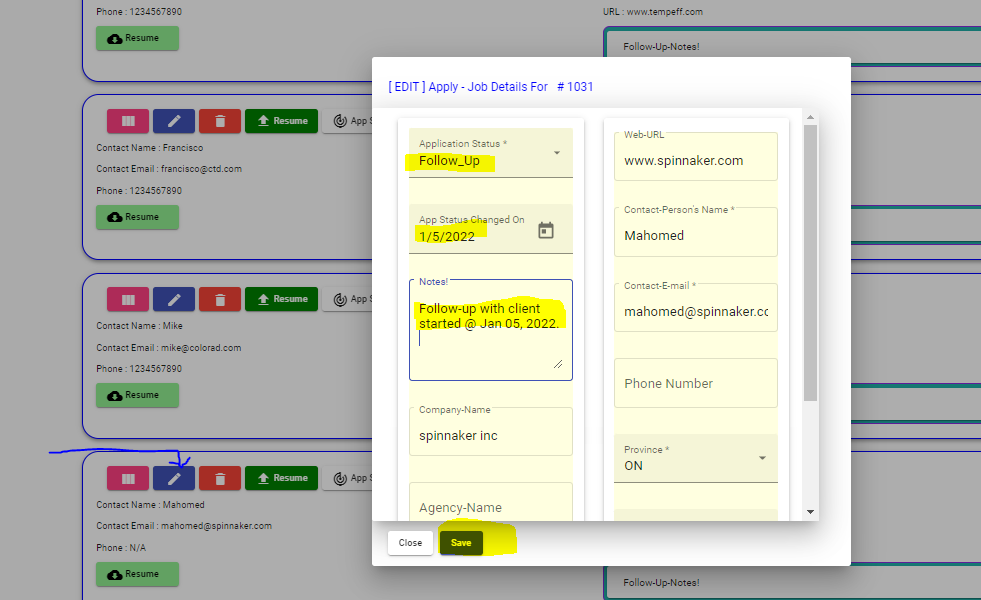 Phone : 1234567890
Resume
URL : www.tempeff.com
Follow-Up-Notes!
Resume
App S
Contact Name : Francisco
Contact Email : francisco@ctd.com
Phone : 1234567890
Resume
Resume
App S
Contact Name : Mike
Contact Email : mike@colorad.com
Phone : 1234567890
Resume
Resume
App S
Contact Name : Mahomed
Contact Email : mahomed@spinnaker.com
Phone : N/A
Resume
Follow-Up-Notes!
[ EDIT ] Apply - Job Details For # 1031
Application Status *
Follow_Up
App Status Changed On
1/5/2022
Notes!
Follow-up with client
started @ Jan 05, 2022.
Company-Name
spinnaker inc
Agency-Name
Web-URL
www.spinnaker.com
Contact-Person's Name *
Mahomed
Contact-E-mail *
mahomed@spinnaker.cc
Phone Number
Province *
ON
Close
Save